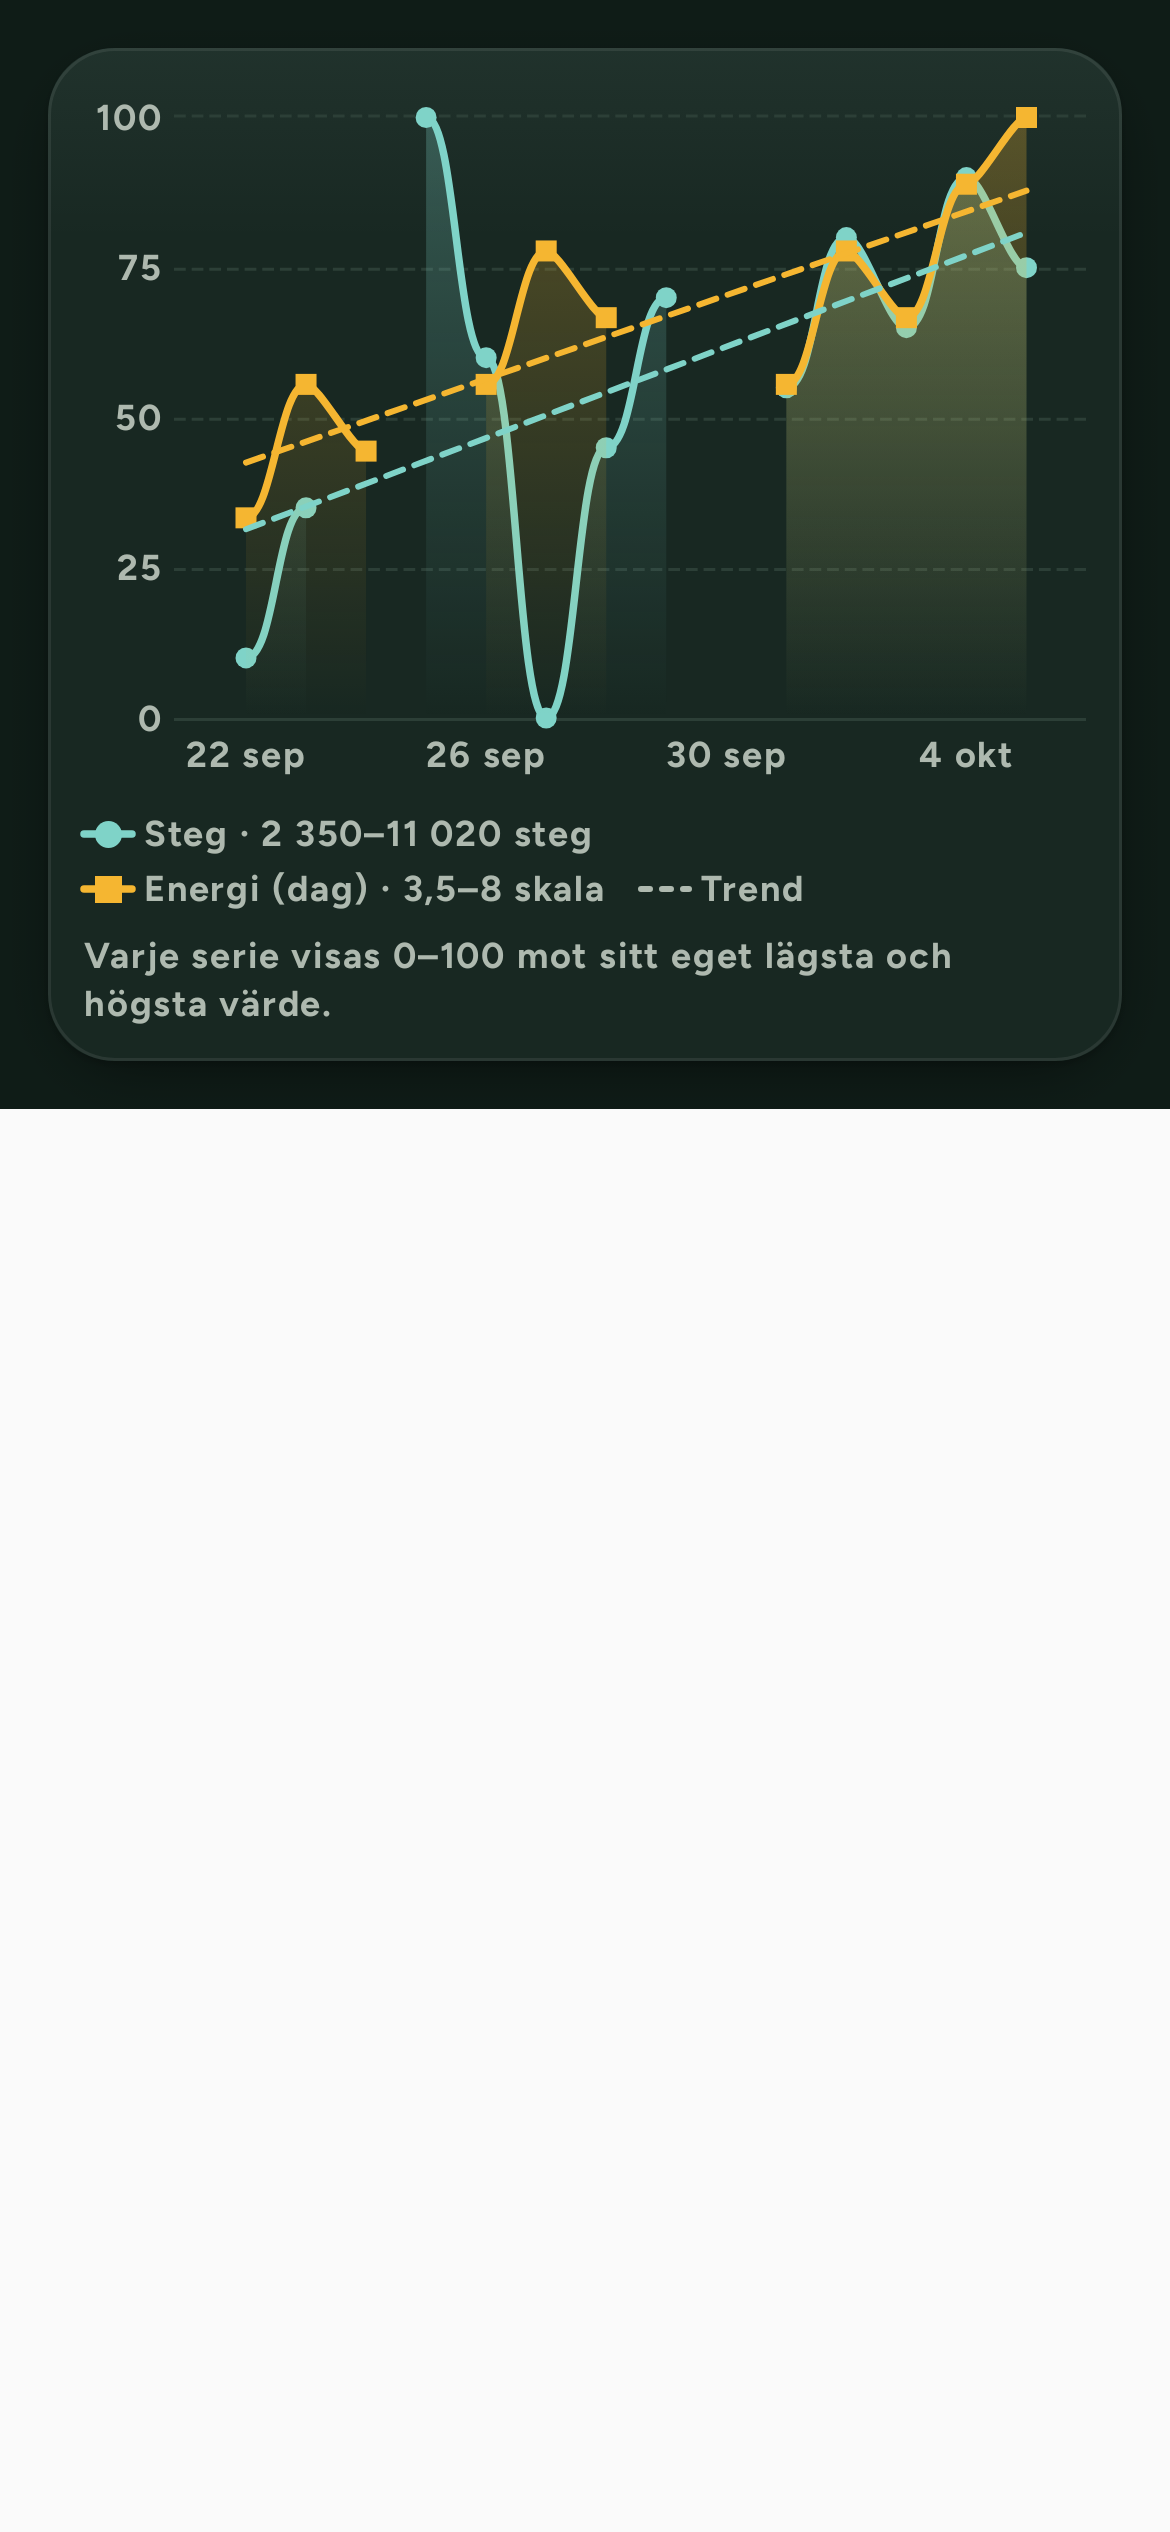 100
75
50
25
0
22 sep 26 sep 30 sep 4 okt
Steg · 2 350–11 020 steg
Energi (dag) · 3,5–8 skala Trend
Varje serie visas 0–100 mot sitt eget lägsta och
högsta värde.